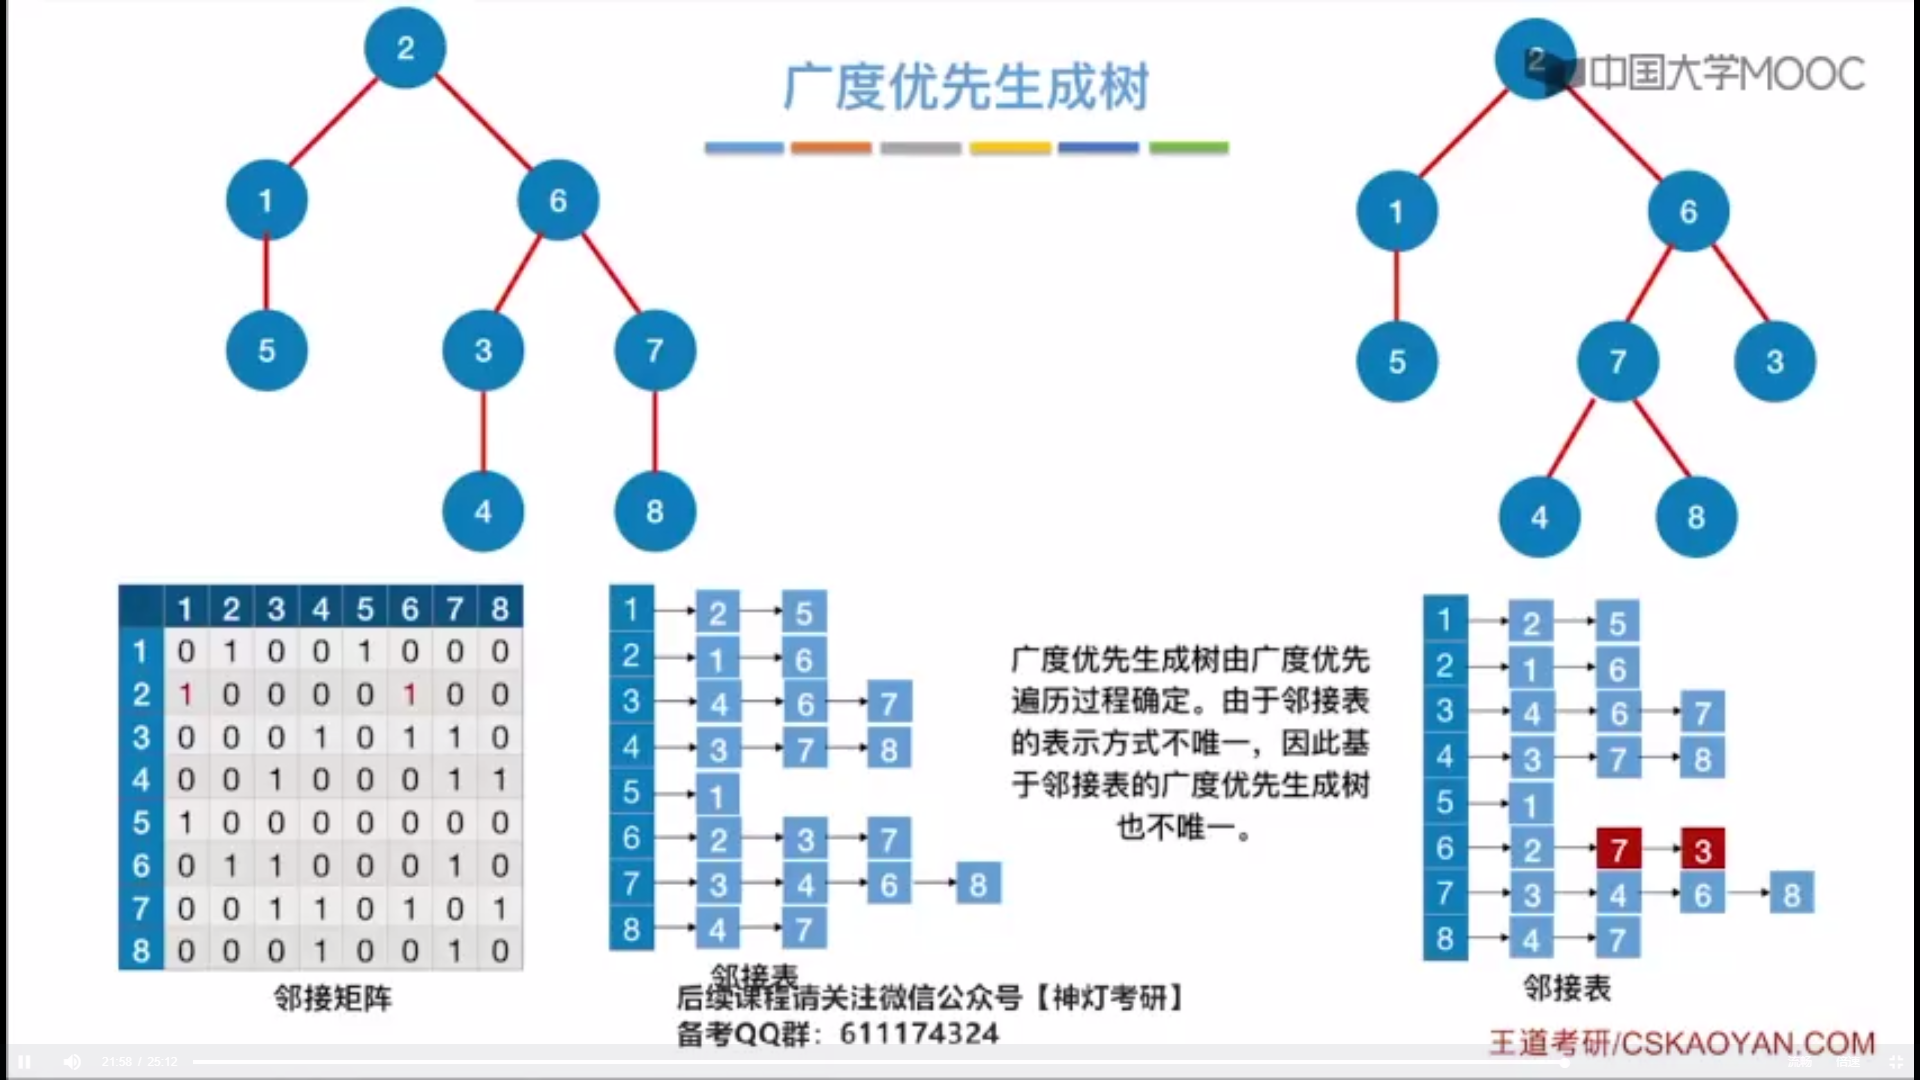 2
广度优先生成树
2
中国大学MOOC
1
6
1
6
5
3
7
5
7
3
4
8
4
8
1 2 3 4 5 6 7 8
1 0 1 0 0 1 0 0 0
2 1 0 0 0 0 1 0 0
3 0 0 0 1 0 1 1 0
4 0 0 1 0 0 0 1 1
5 1 0 0 0 0 0 0 0
6 0 1 1 0 0 0 1 0
7 0 0 1 1 0 1 0 1
8 0 0 0 1 0 0 1 0
邻接矩阵
1 2 5
2 1 6
3 4 6 7
4 3 7 8
5 1
6 2 3 7
7 3 4 6 8
8 4 7
邻接表
广度优先生成树由广度优先
遍历过程确定。由于邻接表
的表示方式不唯一，因此基
于邻接表的广度优先生成树
也不唯一。
1 2 5
2 1 6
3 4 6 7
4 3 7 8
5 1
6 2 7 3
7 3 4 6 8
8 4 7
邻接表
后续课程请关注微信公众号【神灯考研】
备考QQ群：611174324
王道考研/CSKAOYAN.COM
21:58 / 25:12